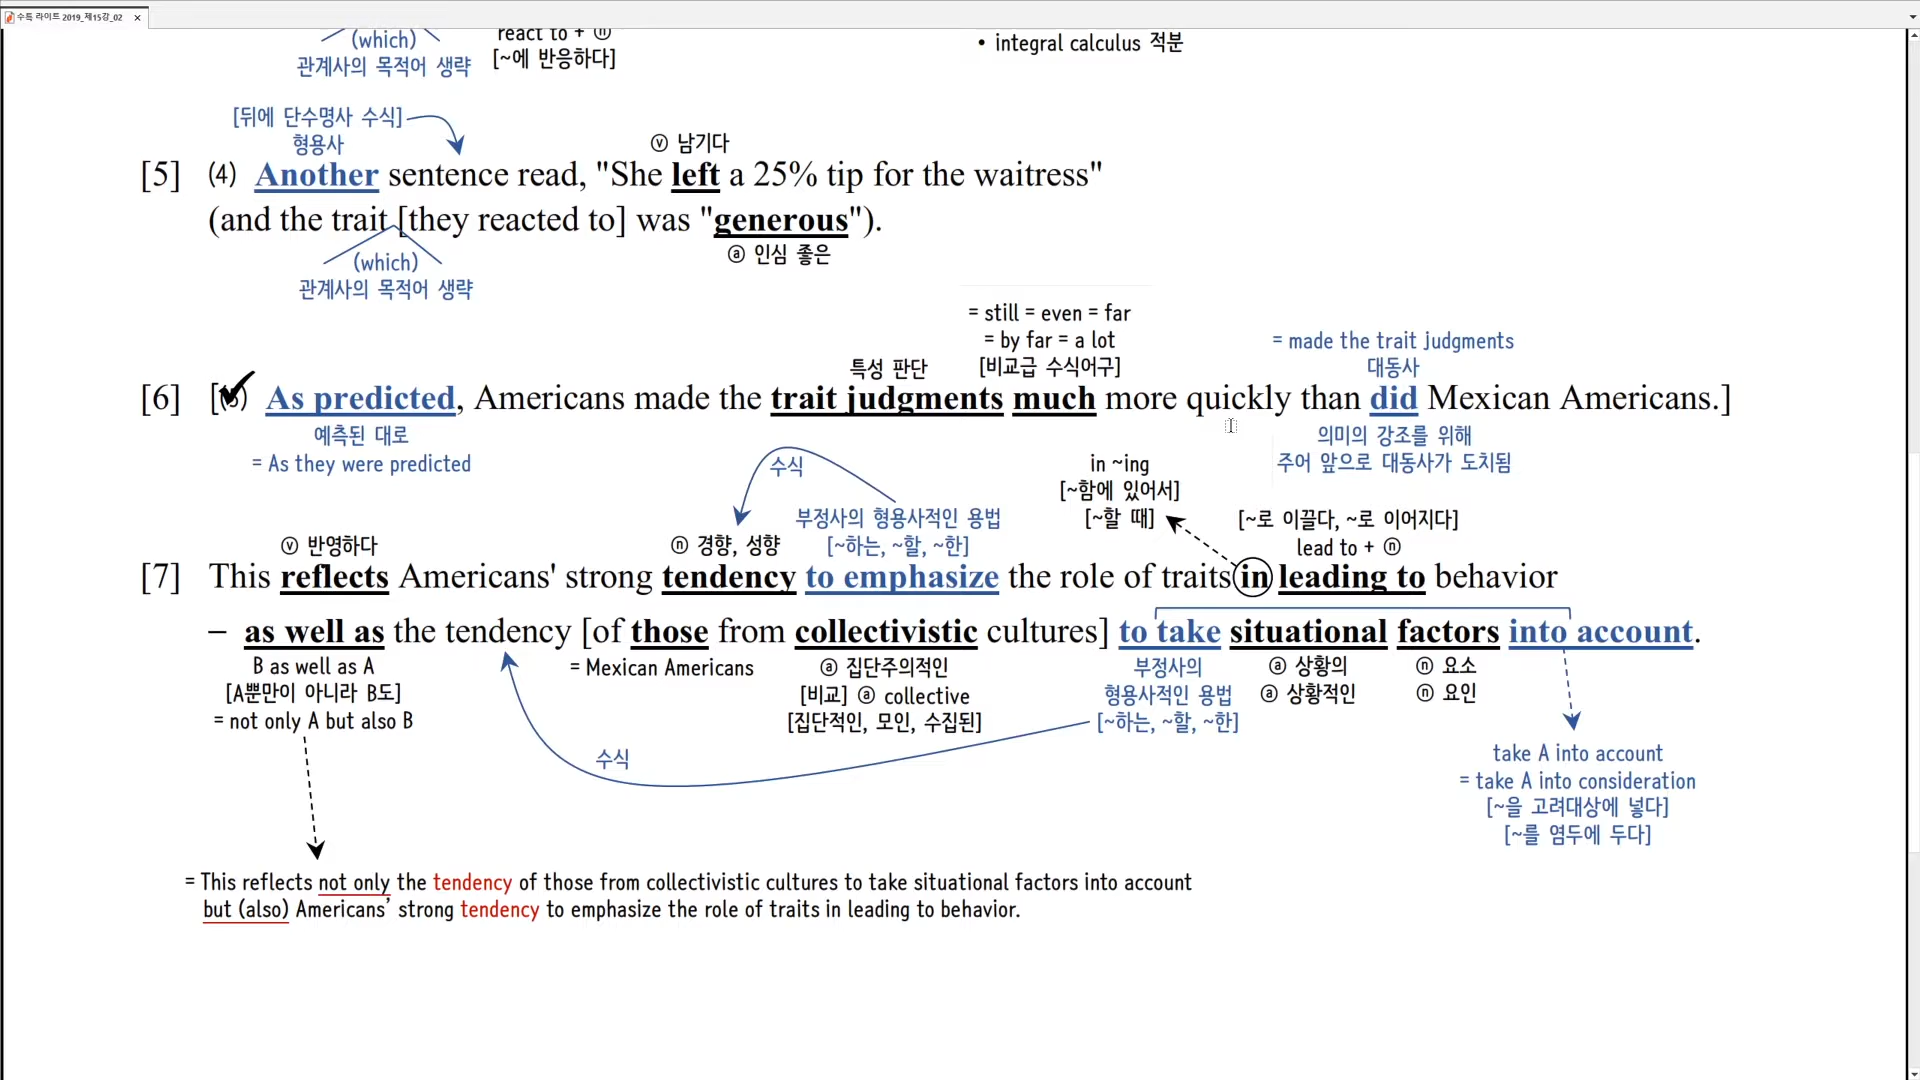 수특 라이트 2019_제15강_02
(which)
관계사의 목적어 생략
react to + ⓝ
[~에 반응하다]
• integral calculus 적분
[뒤에 단수명사 수식]
형용사
ⓥ 남기다
[5] ⑷ Another sentence read, "She left a 25% tip for the waitress"
(and the trait [they reacted to] was "generous").
(which)
관계사의 목적어 생략
ⓐ 인심 좋은
= still = even = far
= by far = a lot
[비교급 수식어구]
특성 판단
= made the trait judgments
대동사
[6] [⑸ As predicted, Americans made the trait judgments much more quickly than did Mexican Americans.]
예측된 대로
= As they were predicted
의미의 강조를 위해
주어 앞으로 대동사가 도치됨
수식
in ~ing
[~함에 있어서]
[~할 때]
ⓥ 반영하다
ⓝ 경향, 성향
부정사의 형용사적인 용법
[~하는, ~할, ~한]
[~로 이끌다, ~로 이어지다]
lead to + ⓝ
[7] This reflects Americans' strong tendency to emphasize the role of traits in leading to behavior
– as well as the tendency [of those from collectivistic cultures] to take situational factors into account.
B as well as A
[A뿐만이 아니라 B도]
= not only A but also B
= Mexican Americans
ⓐ 집단주의적인
[비교] ⓐ collective
[집단적인, 모인, 수집된]
부정사의
형용사적인 용법
[~하는, ~할, ~한]
ⓐ 상황의
ⓐ 상황적인
ⓝ 요소
ⓝ 요인
수식
take A into account
= take A into consideration
[~을 고려대상에 넣다]
[~를 염두에 두다]
= This reflects not only the tendency of those from collectivistic cultures to take situational factors into account
but (also) Americans' strong tendency to emphasize the role of traits in leading to behavior.